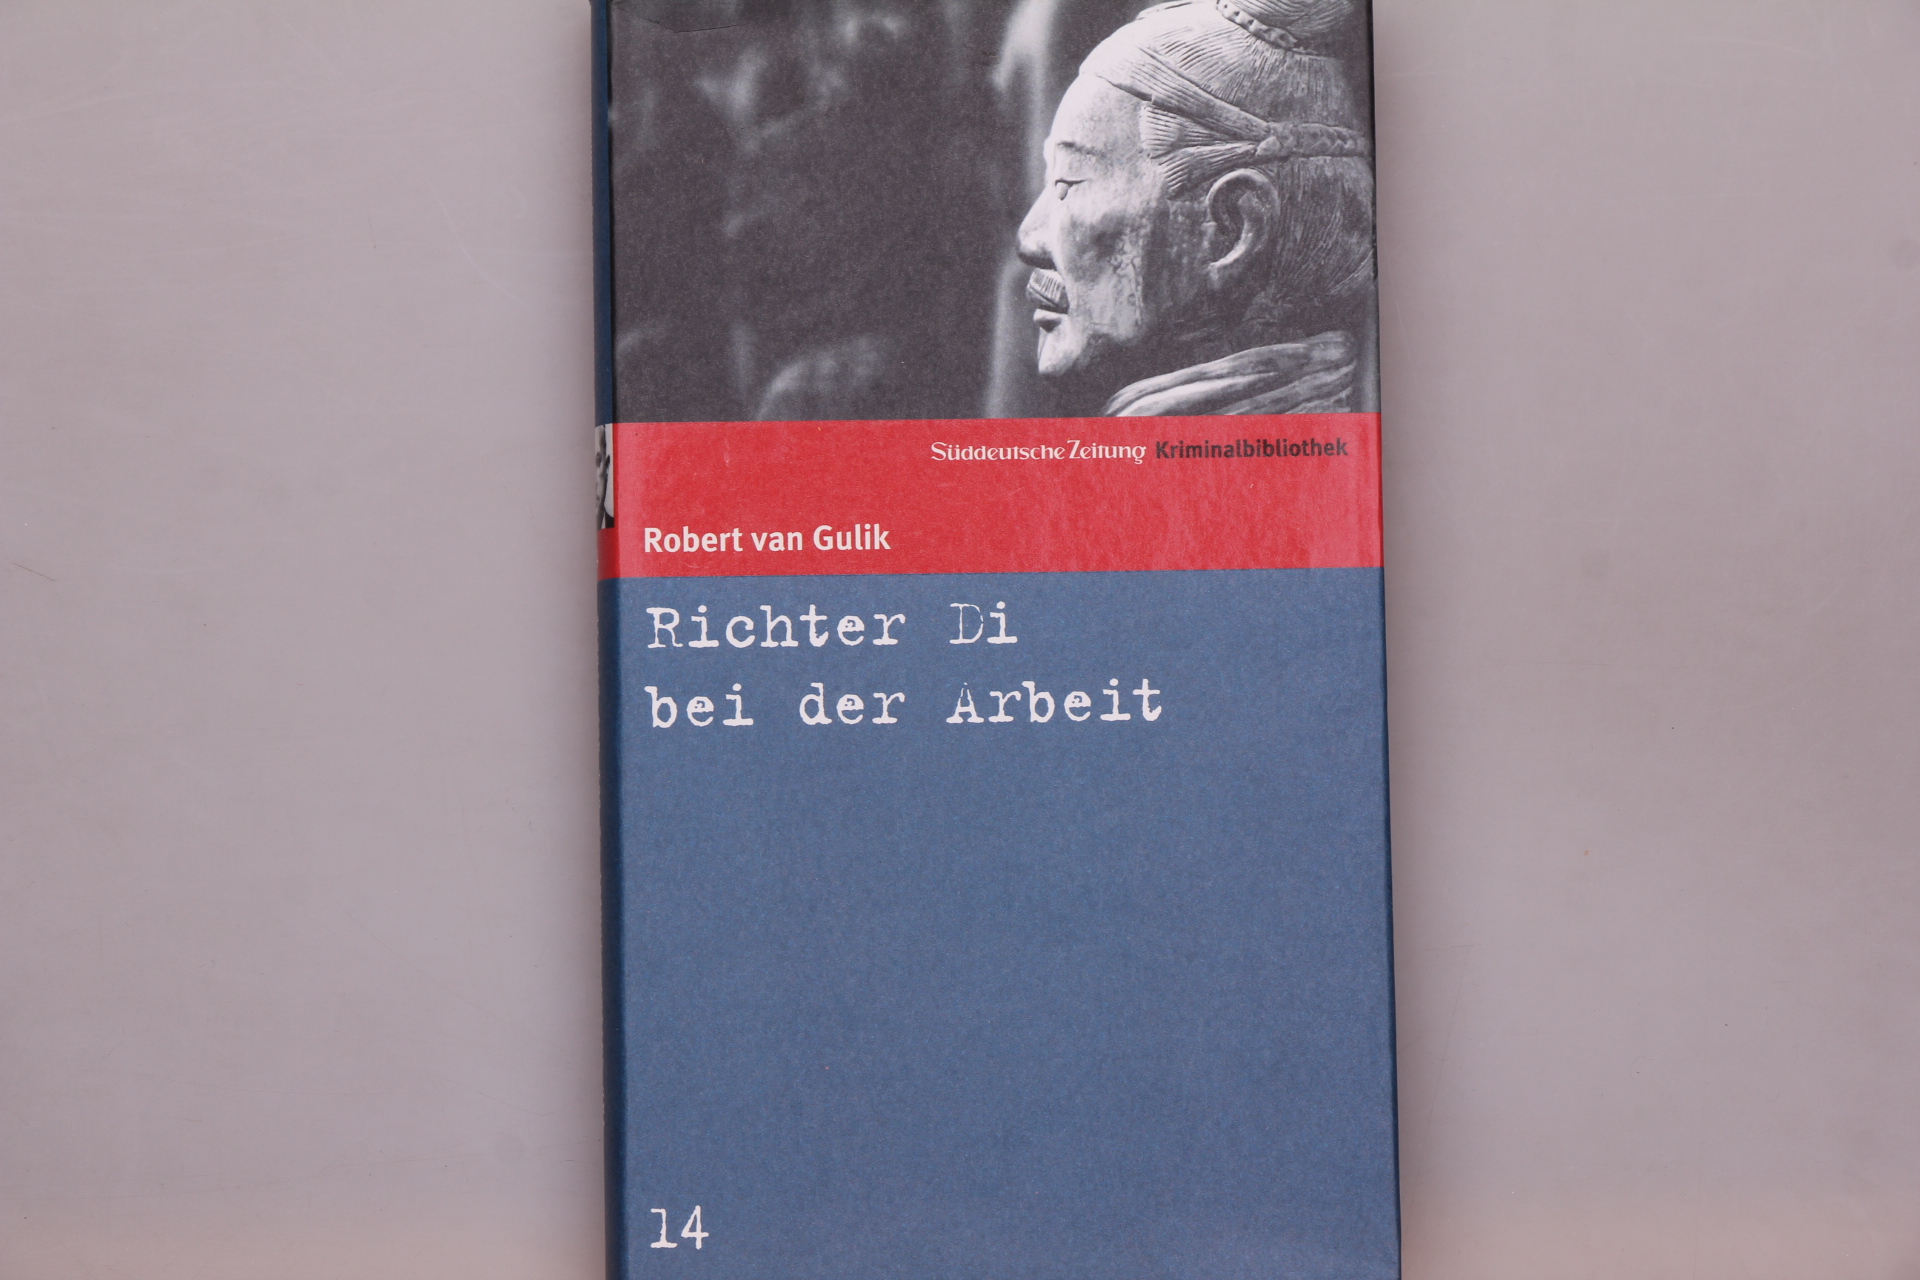 Süddeutsche Zeitung Kriminalbibliothek
Robert van Gulik
Richter Di
bei der Arbeit
14